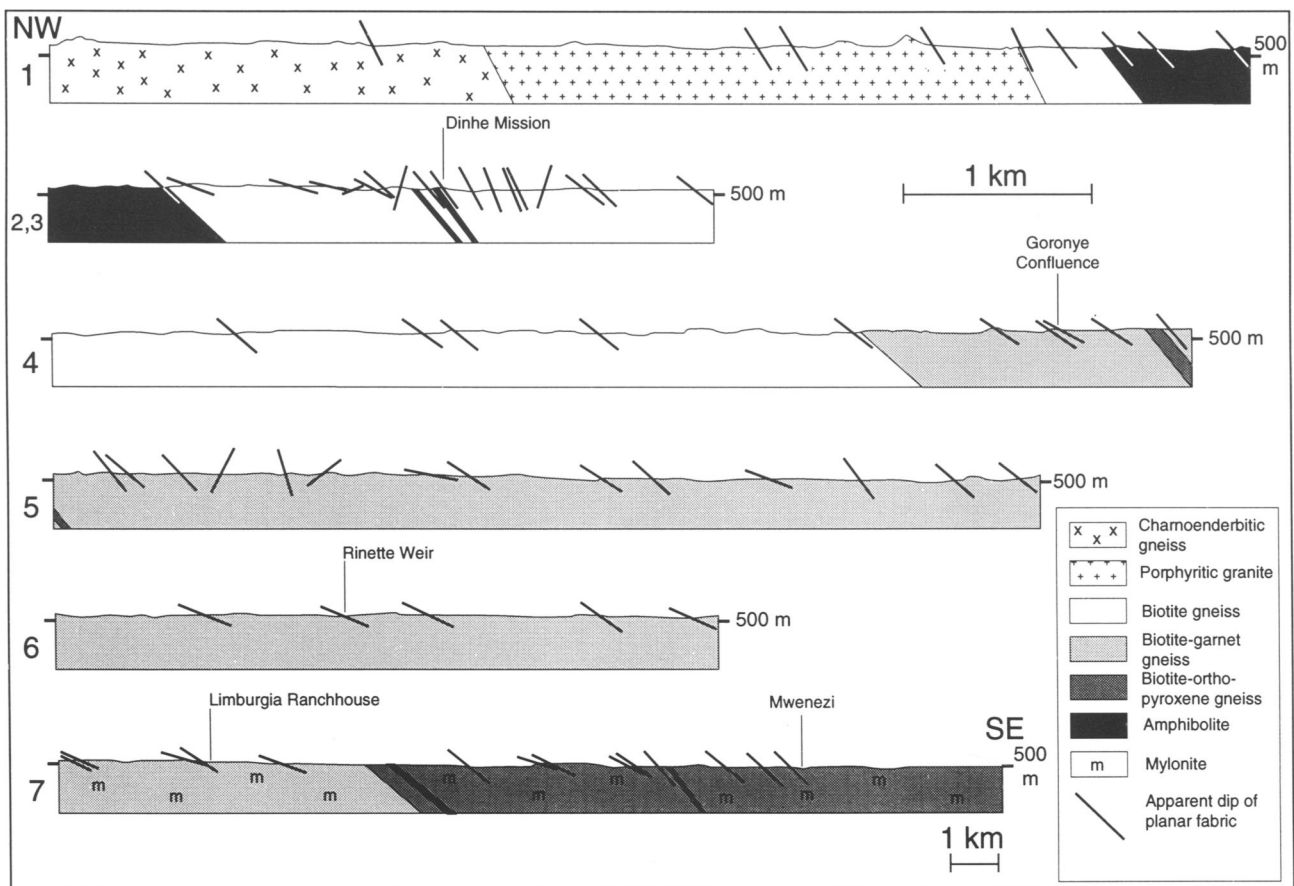 NW
1
500
m
Dinhe Mission
2,3
500 m
1 km
Goronye
Confluence
4
500 m
5
500 m
Rinette Weir
6
500 m
Limburgia Ranchhouse
Mwenezi
SE
7
m m m m m m m m m m m
500
m
1 km
x x x
Charnoenderbitic
gneiss
Porphyritic granite
Biotite gneiss
Biotite-garnet
gneiss
Biotite-ortho-
pyroxene gneiss
Amphibolite
m Mylonite
Apparent dip of
planar fabric